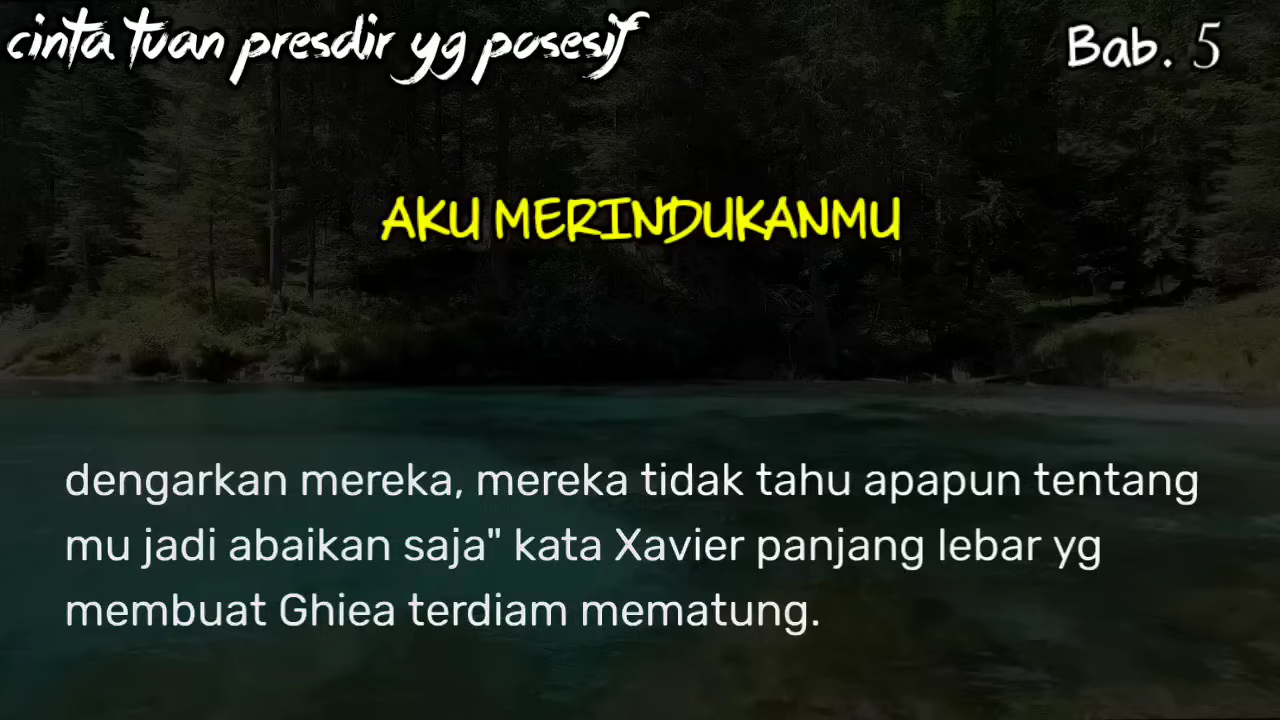 cinta tuan presdir yg posesif
Bab. 5
AKU MERINDUKANMU
dengarkan mereka, mereka tidak tahu apapun tentang
mu jadi abaikan saja" kata Xavier panjang lebar yg
membuat Ghiea terdiam mematung.